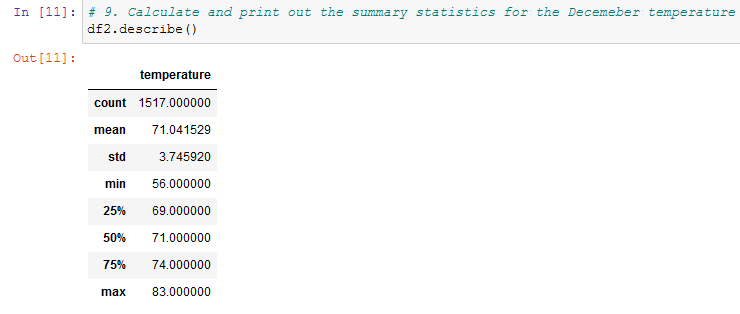 In [11]: # 9. Calculate and print out the summary statistics for the Decemeber temperature
df2.describe()
Out[11]:
temperature
count 1517.000000
mean 71.041529
std 3.745920
min 56.000000
25% 69.000000
50% 71.000000
75% 74.000000
max 83.000000